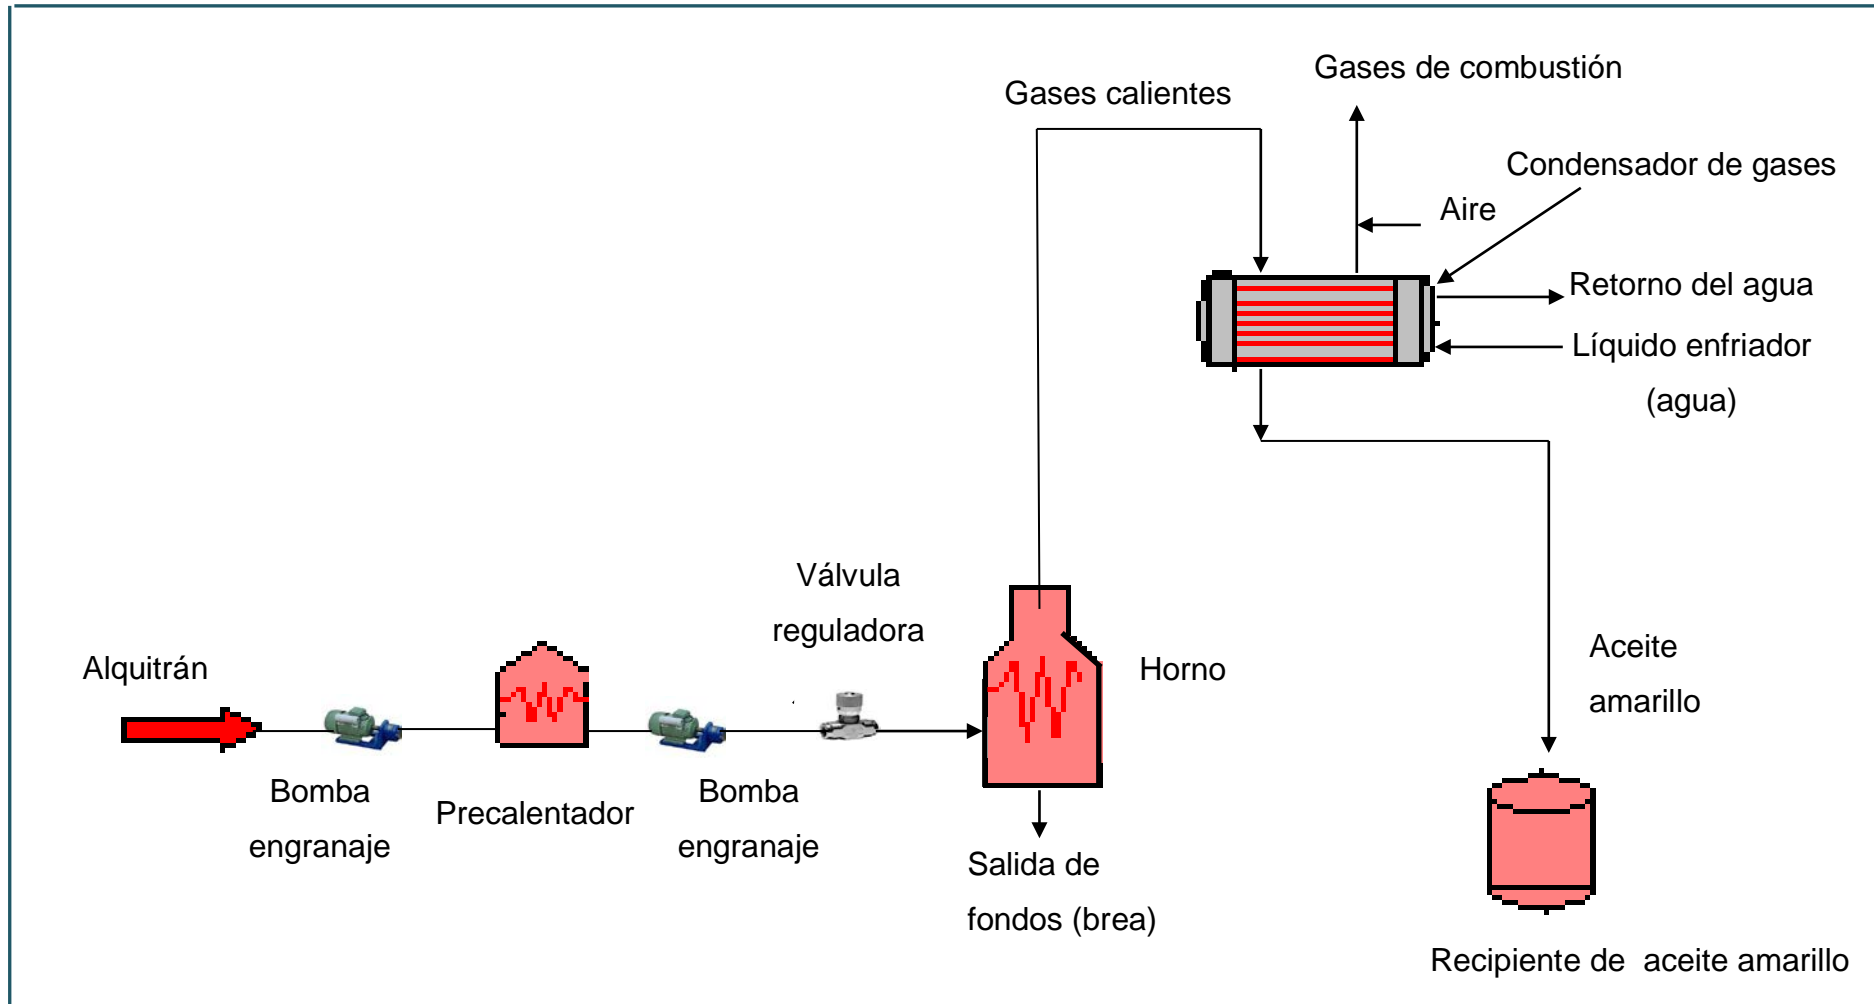 Gases de combustión
Gases calientes
Condensador de gases
Aire
Retorno del agua
Líquido enfriador
(agua)
Válvula
reguladora
Alquitrán
Horno
Aceite
amarillo
Bomba
engranaje
Precalentador
Bomba
engranaje
Salida de
fondos (brea)
Recipiente de aceite amarillo